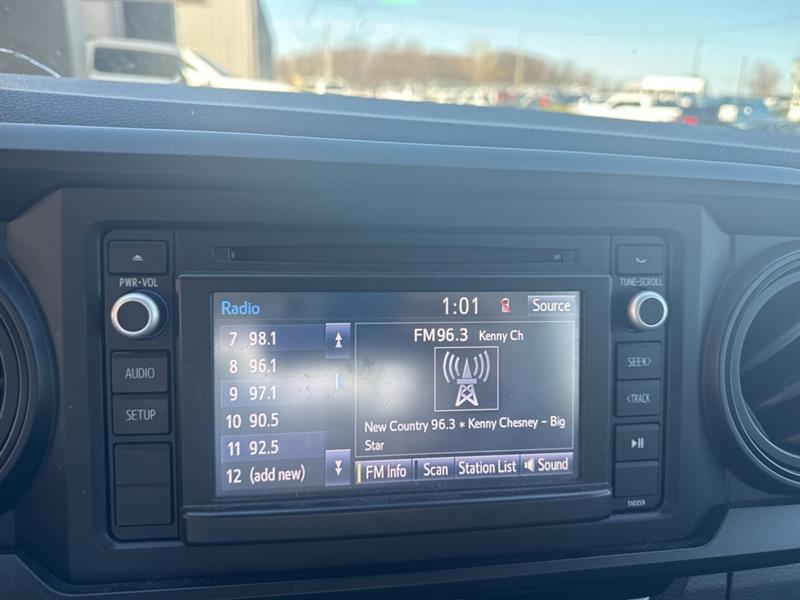 PWR·VOL
AUDIO
SETUP
Radio
1:01
Source
7 98.1
8 96.1
9 97.1
10 90.5
11 92.5
12 (add new)
FM96.3 Kenny Ch
New Country 96.3 * Kenny Chesney - Big
Star
FM Info
Scan
Station List
Sound
TUNE·SCROLL
SEEK>
<TRACK
510359